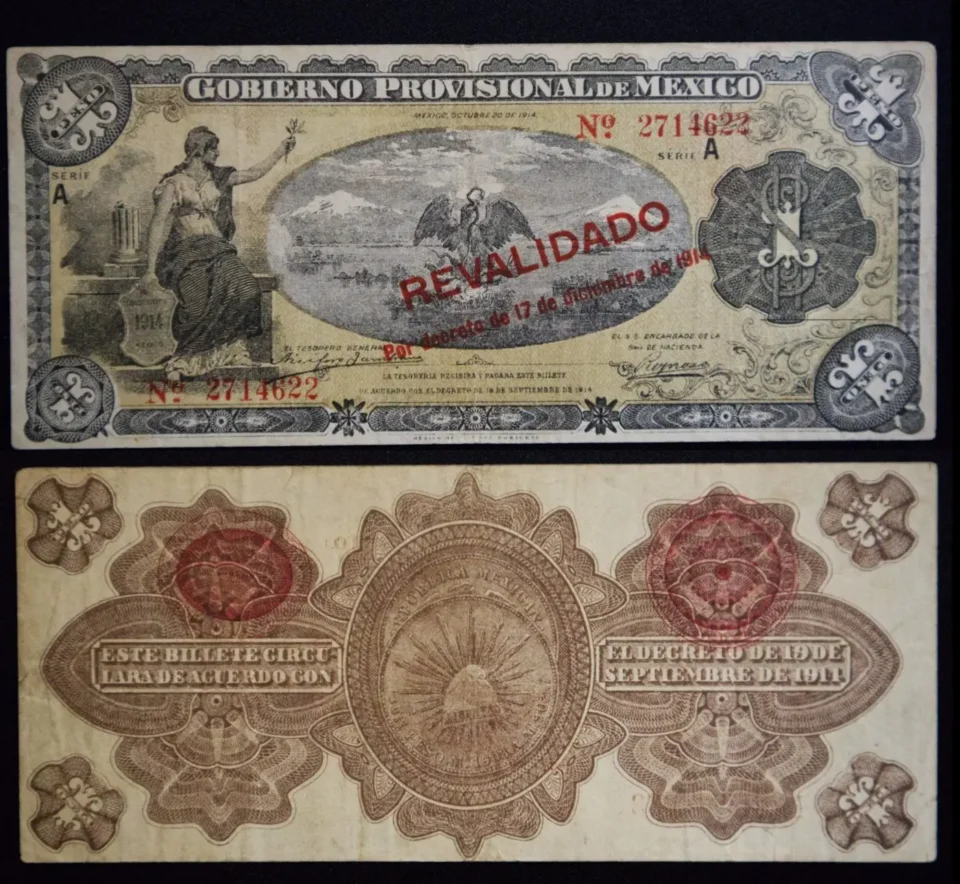 GOBIERNO PROVISIONAL DE MEXICO
MEXICO, OCTUBRE 20 DE 1914.
Nº 2714622
SERIE A
SERIE
A
1914
MEXICO
REVALIDADO
Por decreto de 17 de diciembre de 1914
EL TESORERO GENERAL
EL S. S. ENCARGADO DE LA
DE HACIENDA.
LA TESORERIA RECIBIRA Y PAGARA ESTE BILLETE
DE ACUERDO CON EL DECRETO DE 19 DE SEPTIEMBRE DE 1914
Nº 2714622
UN PESO
ESTE BILLETE CIRCU-
LARA DE ACUERDO CON
EL DECRETO DE 19 DE
SEPTIEMBRE DE 1914.